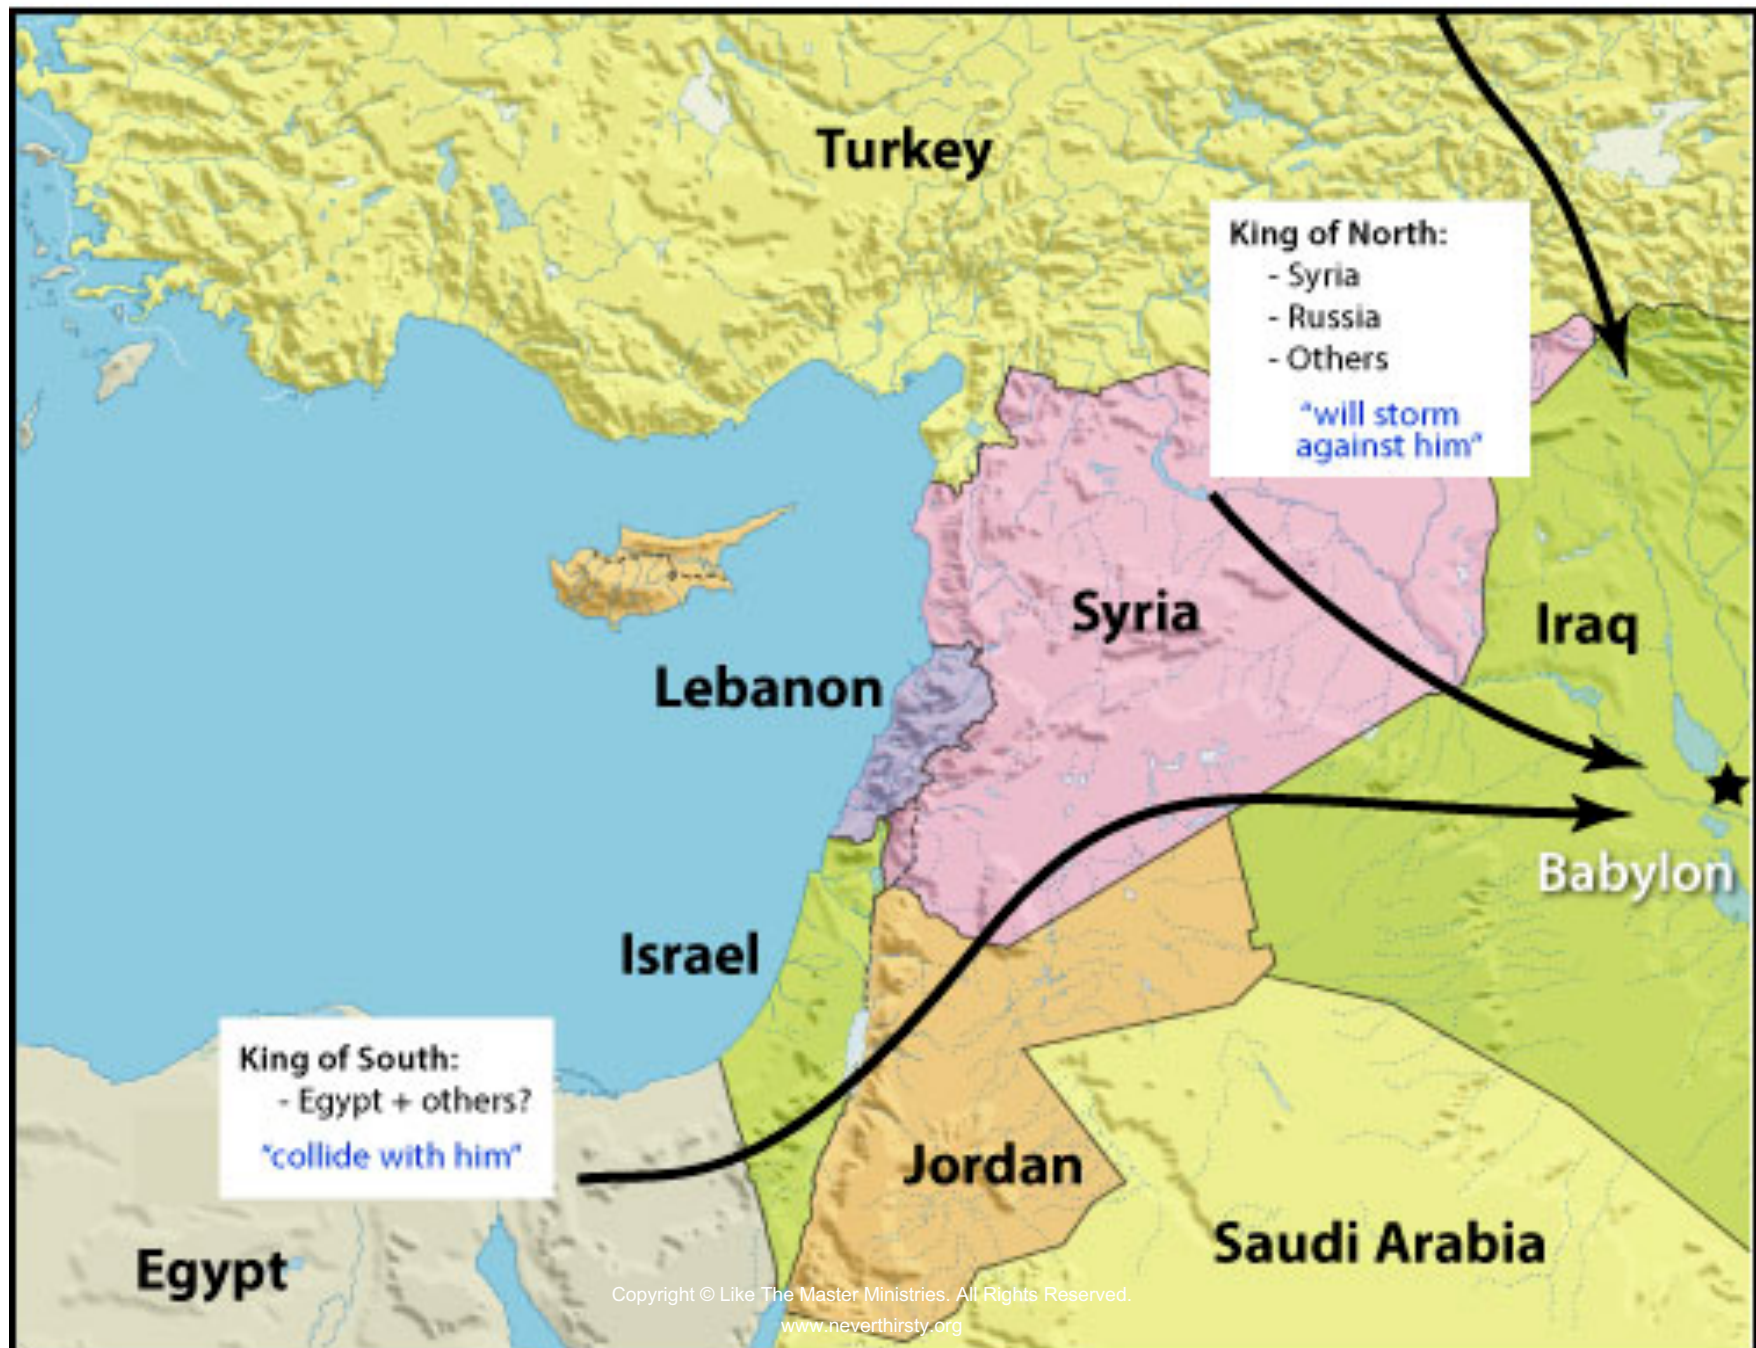 Turkey
King of North:
- Syria
- Russia
- Others
"will storm
against him"
Syria
Iraq
Lebanon
Babylon
Israel
King of South:
- Egypt + others?
"collide with him"
Jordan
Saudi Arabia
Egypt
Copyright © Like The Master Ministries. All Rights Reserved.
www.neverthirsty.org